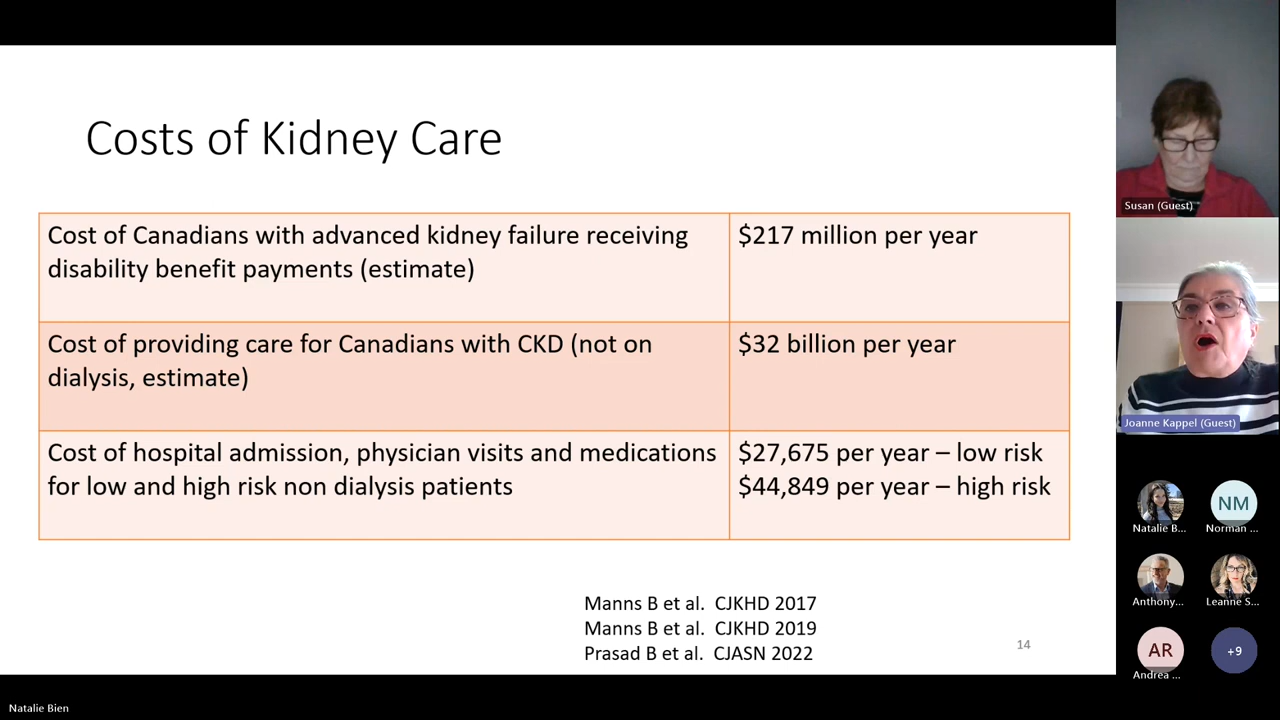 Costs of Kidney Care
Cost of Canadians with advanced kidney failure receiving
disability benefit payments (estimate)
$217 million per year
Cost of providing care for Canadians with CKD (not on
dialysis, estimate)
$32 billion per year
Cost of hospital admission, physician visits and medications
for low and high risk non dialysis patients
$27,675 per year – low risk
$44,849 per year – high risk
Manns B et al. CJKHD 2017
Manns B et al. CJKHD 2019
Prasad B et al. CJASN 2022
14
Susan (Guest)
Joanne Kappel (Guest)
NM
Natalie B...
Norman ...
Anthony...
Leanne S...
AR
+9
Andrea ...
Natalie Bien